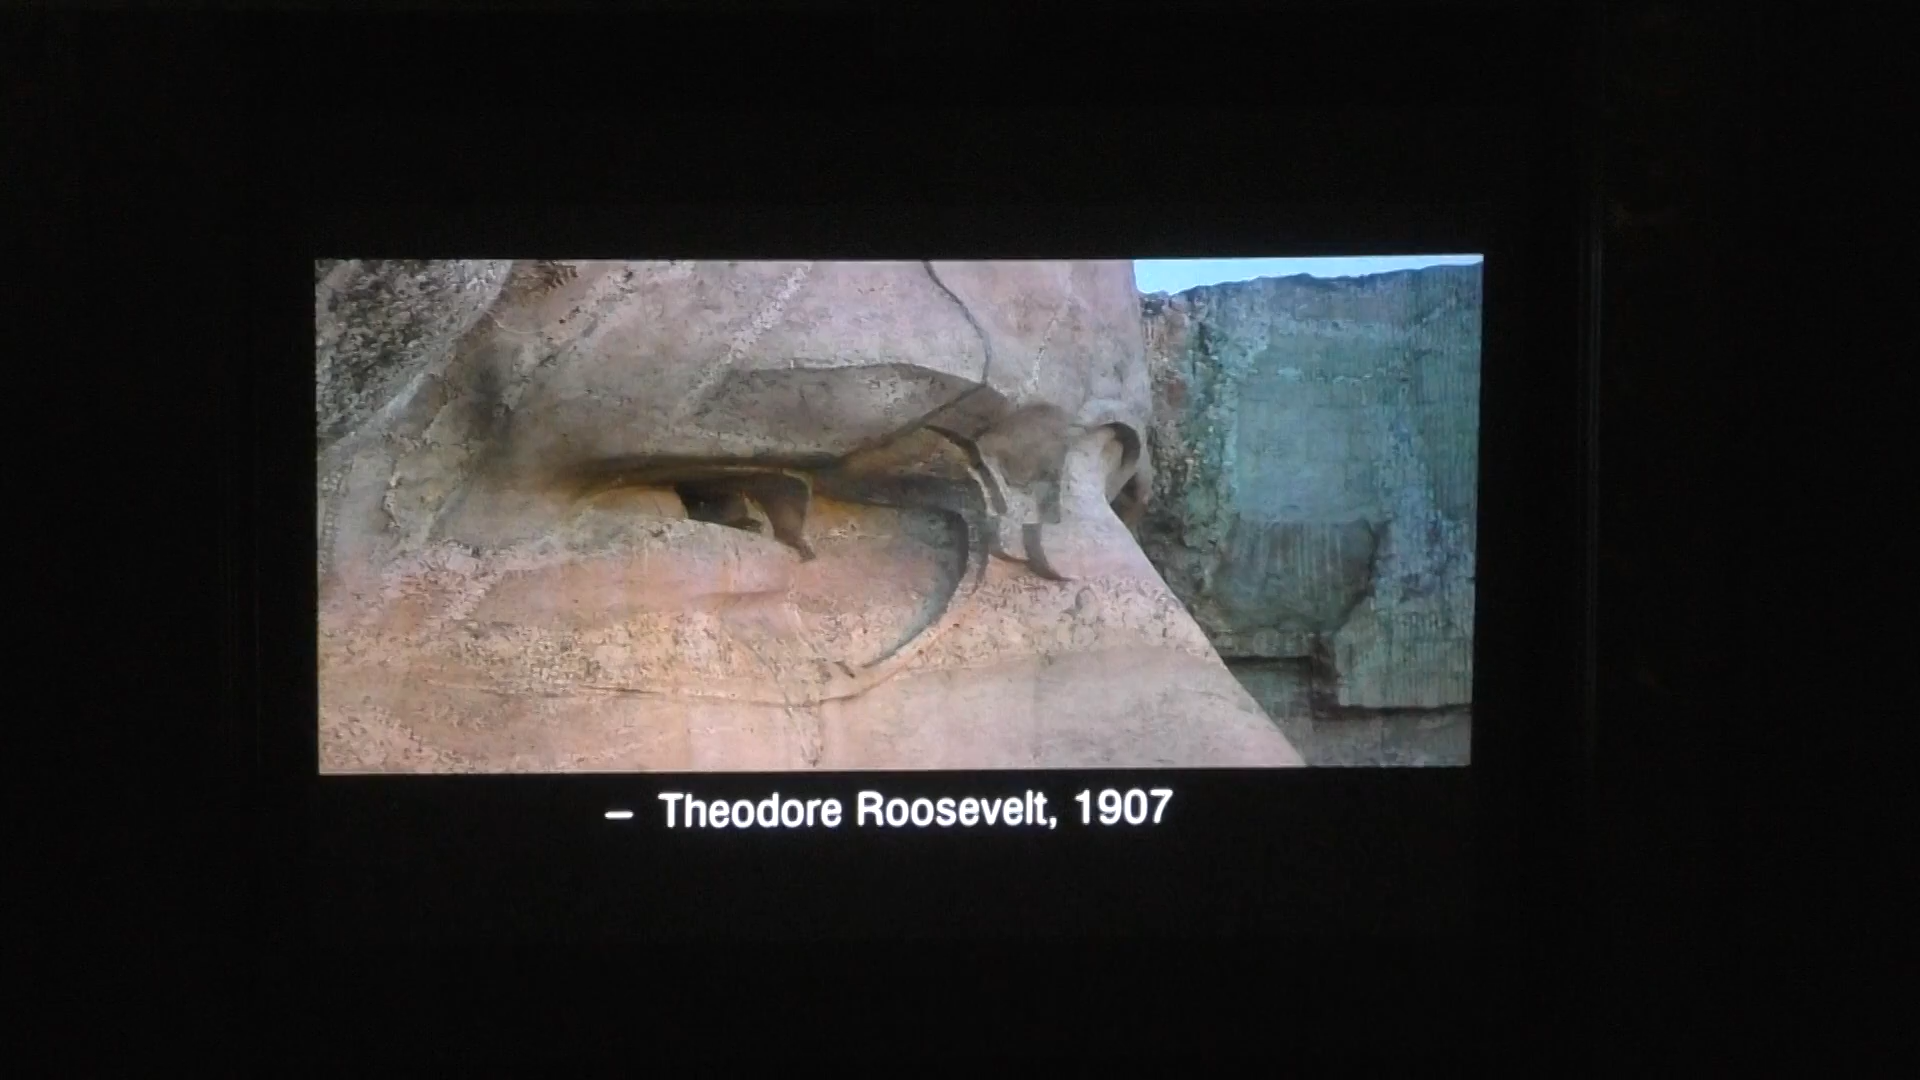 – Theodore Roosevelt, 1907